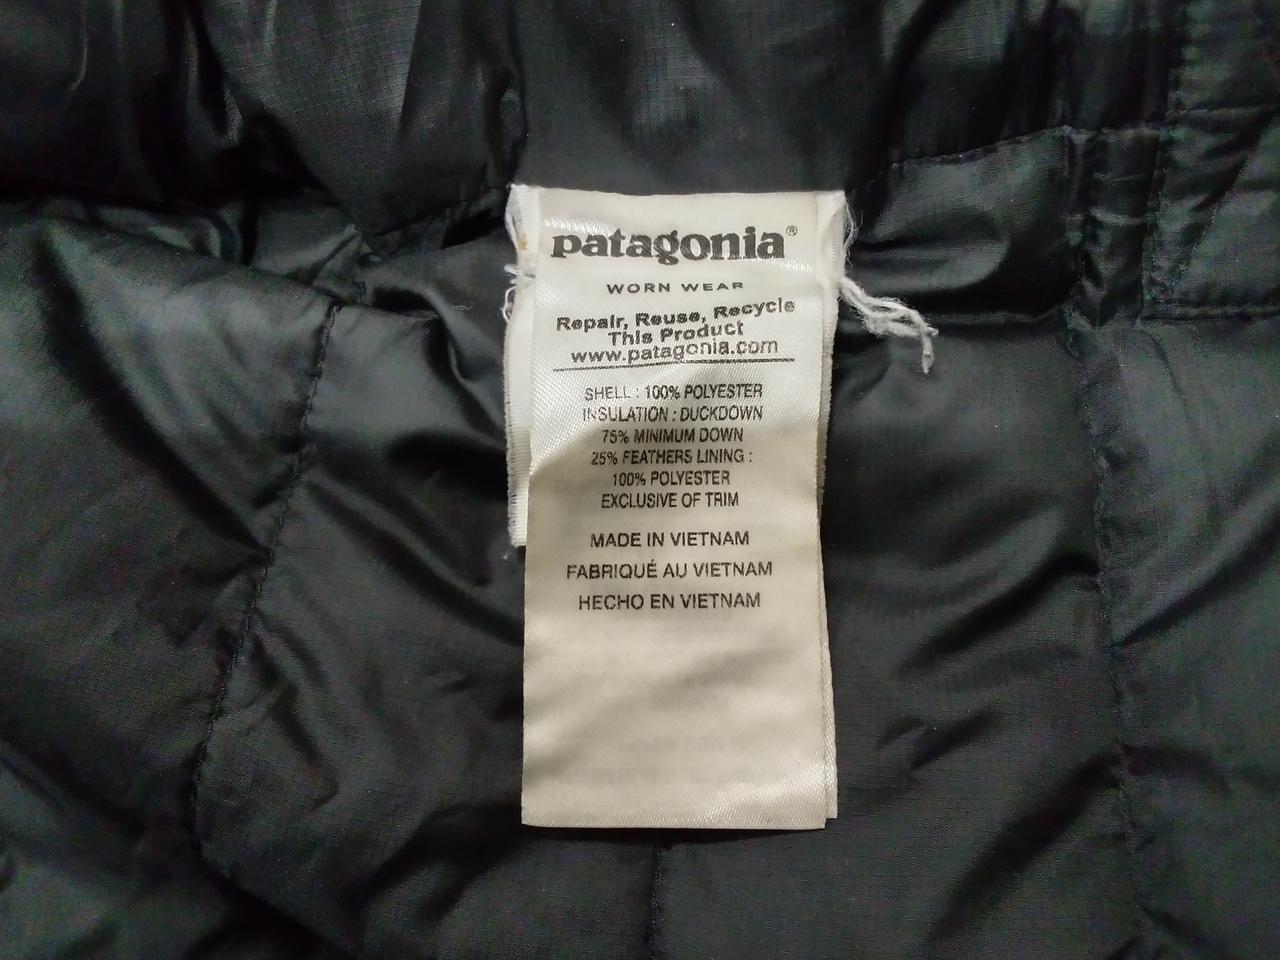 patagonia®
WORN WEAR
Repair, Reuse, Recycle
This Product
www.patagonia.com
SHELL : 100% POLYESTER
INSULATION : DUCKDOWN
75% MINIMUM DOWN
25% FEATHERS LINING :
100% POLYESTER
EXCLUSIVE OF TRIM
MADE IN VIETNAM
FABRIQUÉ AU VIETNAM
HECHO EN VIETNAM